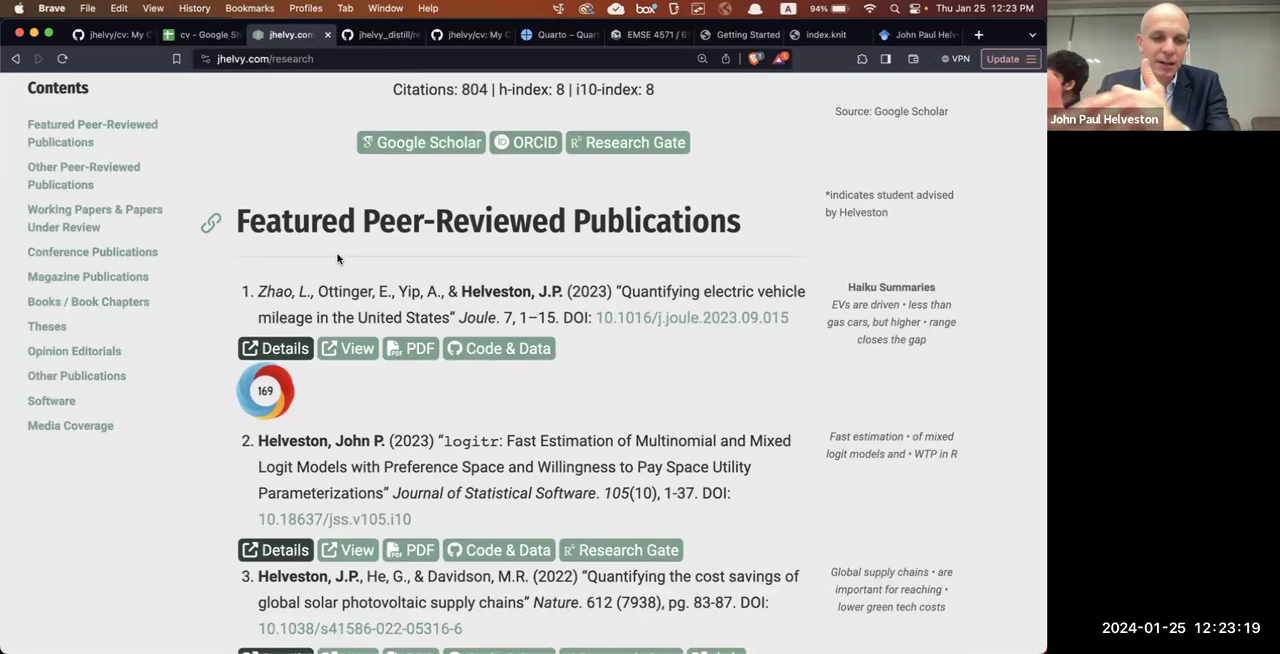 Brave File Edit View History Bookmarks Profiles Tab Window Help
box A 94% Thu Jan 25 12:23 PM
jhelvy/cv: My C cv – Google Sh jhelvy.com jhelvy_distill/re jhelvy/cv: My C Quarto – Quart EMSE 4571 / 6 Getting Started index.knit John Paul Helv
jhelvy.com/research VPN Update
Contents
Featured Peer-Reviewed
Publications
Other Peer-Reviewed
Publications
Working Papers & Papers
Under Review
Conference Publications
Magazine Publications
Books / Book Chapters
Theses
Opinion Editorials
Other Publications
Software
Media Coverage
Citations: 804 | h-index: 8 | i10-index: 8
Source: Google Scholar
Google Scholar ORCID Research Gate
*indicates student advised
by Helveston
Featured Peer-Reviewed Publications
1. Zhao, L., Ottinger, E., Yip, A., & Helveston, J.P. (2023) “Quantifying electric vehicle
mileage in the United States” Joule. 7, 1–15. DOI: 10.1016/j.joule.2023.09.015
Details View PDF Code & Data
169
Haiku Summaries
EVs are driven • less than
gas cars, but higher • range
closes the gap
2. Helveston, John P. (2023) “logitr: Fast Estimation of Multinomial and Mixed
Logit Models with Preference Space and Willingness to Pay Space Utility
Parameterizations” Journal of Statistical Software. 105(10), 1-37. DOI:
10.18637/jss.v105.i10
Details View PDF Code & Data Research Gate
Fast estimation • of mixed
logit models and • WTP in R
3. Helveston, J.P., He, G., & Davidson, M.R. (2022) “Quantifying the cost savings of
global solar photovoltaic supply chains” Nature. 612 (7938), pg. 83-87. DOI:
10.1038/s41586-022-05316-6
Global supply chains • are
important for reaching •
lower green tech costs
John Paul Helveston
2024-01-25 12:23:19